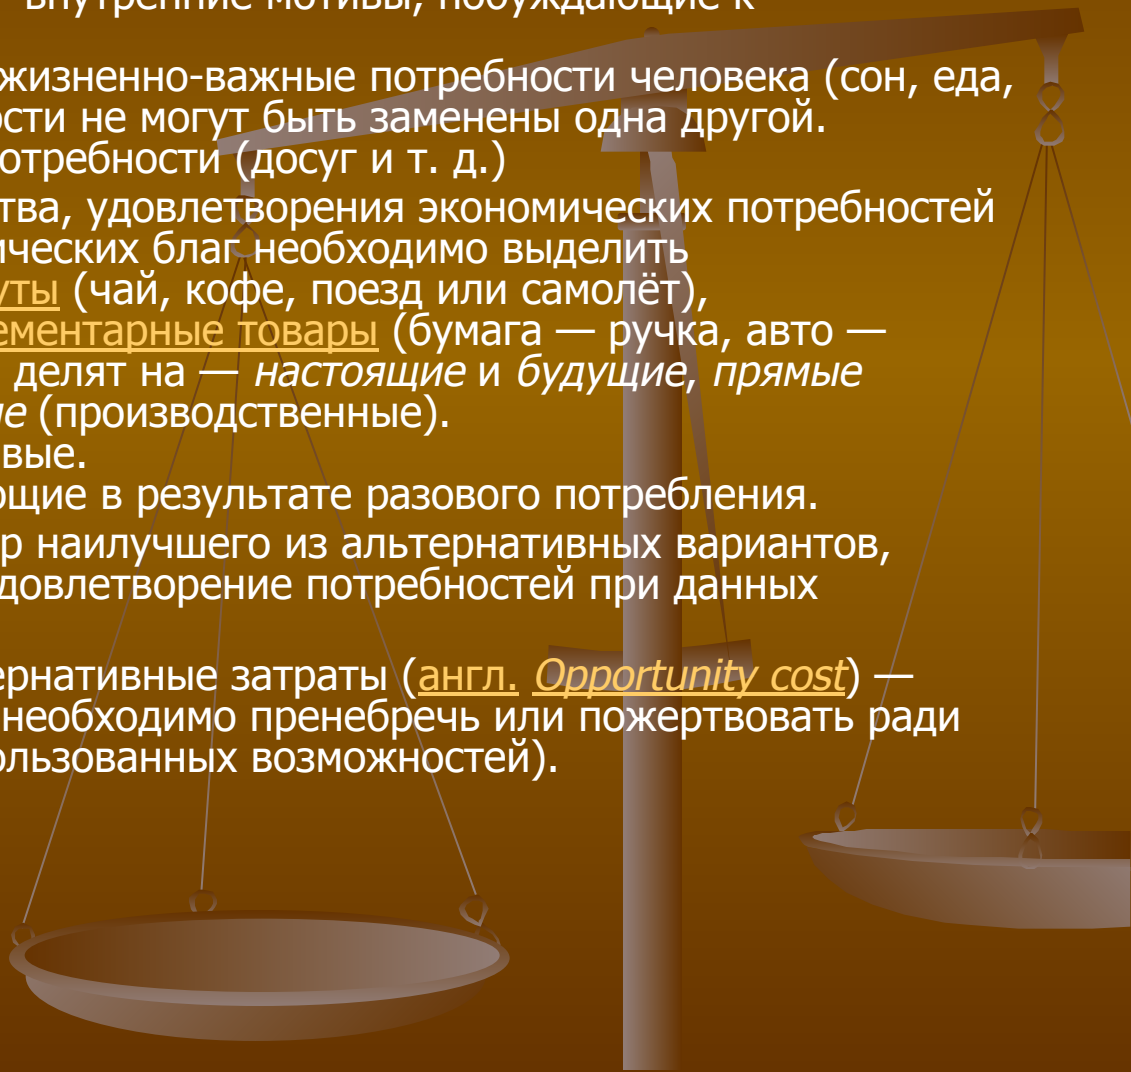 внутренние мотивы, побуждающие к
жизненно-важные потребности человека (сон, еда,
ости не могут быть заменены одна другой.
отребности (досуг и т. д.)
тва, удовлетворения экономических потребностей
ических благ необходимо выделить
уты (чай, кофе, поезд или самолёт),
ементарные товары (бумага — ручка, авто —
делят на — настоящие и будущие, прямые
ые (производственные).
вые.
ощие в результате разового потребления.
р наилучшего из альтернативных вариантов,
довлетворение потребностей при данных
ернативные затраты (англ. Opportunity cost) —
необходимо пренебречь или пожертвовать ради
ользованных возможностей).